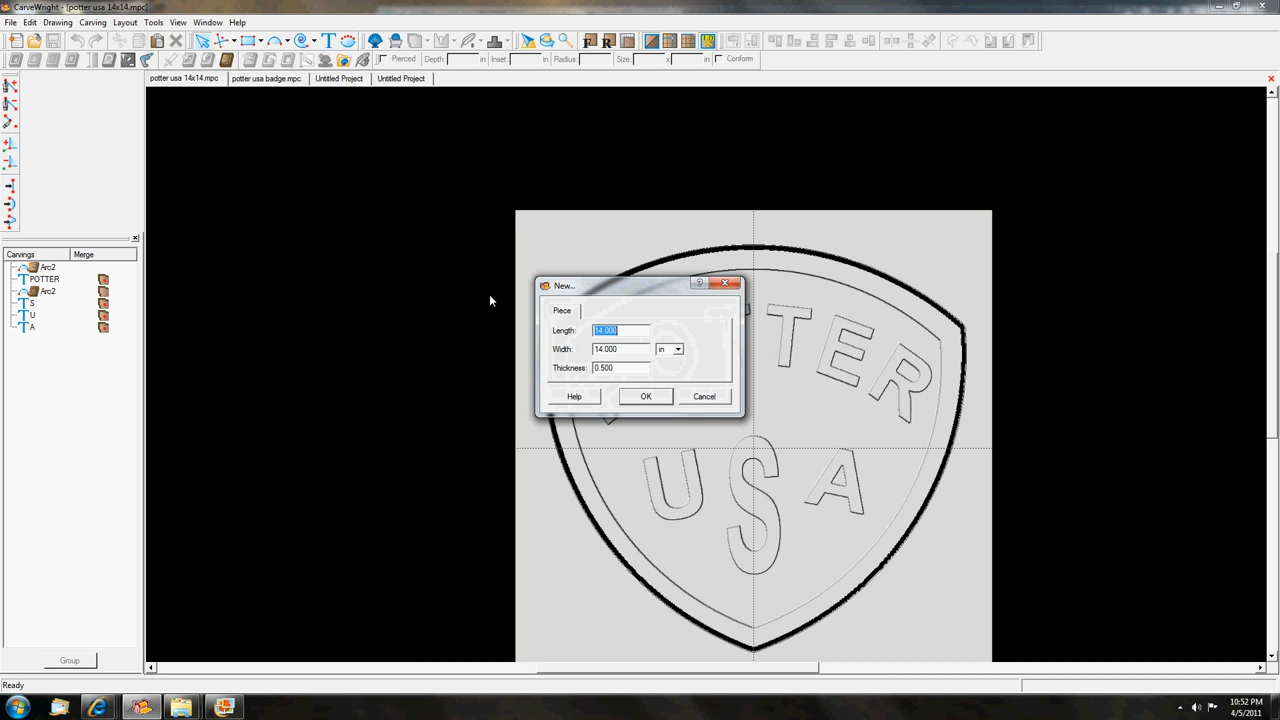 CarveWright - [potter usa 14x14.mpc]
File Edit Drawing Carving Layout Tools View Window Help
Pierced Depth: in Inset: in Radius: in Size: x in Conform
potter usa 14x14.mpc potter usa badge.mpc Untitled Project Untitled Project
Carvings Merge
Arc2
POTTER
Arc2
S
U
A
New...
Piece
Length: 14.000
Width: 14.000 in
Thickness: 0.500
Help OK Cancel
TER
USA
Group
Ready
10:52 PM
4/5/2011